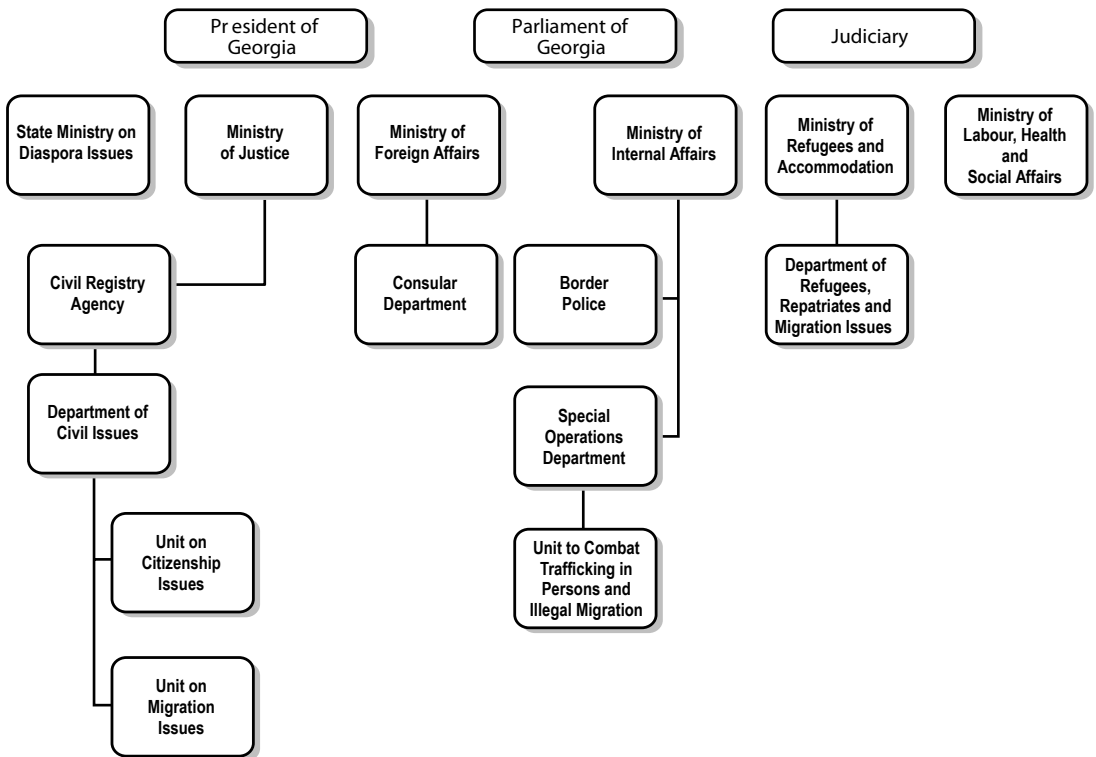 Pr esident of
Georgia
Parliament of
Georgia
Judiciary
State Ministry on
Diaspora Issues
Ministry
of Justice
Ministry of
Foreign Affairs
Ministry of
Internal Affairs
Ministry of
Refugees and
Accommodation
Ministry of
Labour, Health
and
Social Affairs
Civil Registry
Agency
Consular
Department
Border
Police
Department of
Refugees,
Repatriates and
Migration Issues
Department of
Civil Issues
Special
Operations
Department
Unit on
Citizenship
Issues
Unit to Combat
Trafficking in
Persons and
Illegal Migration
Unit on
Migration
Issues